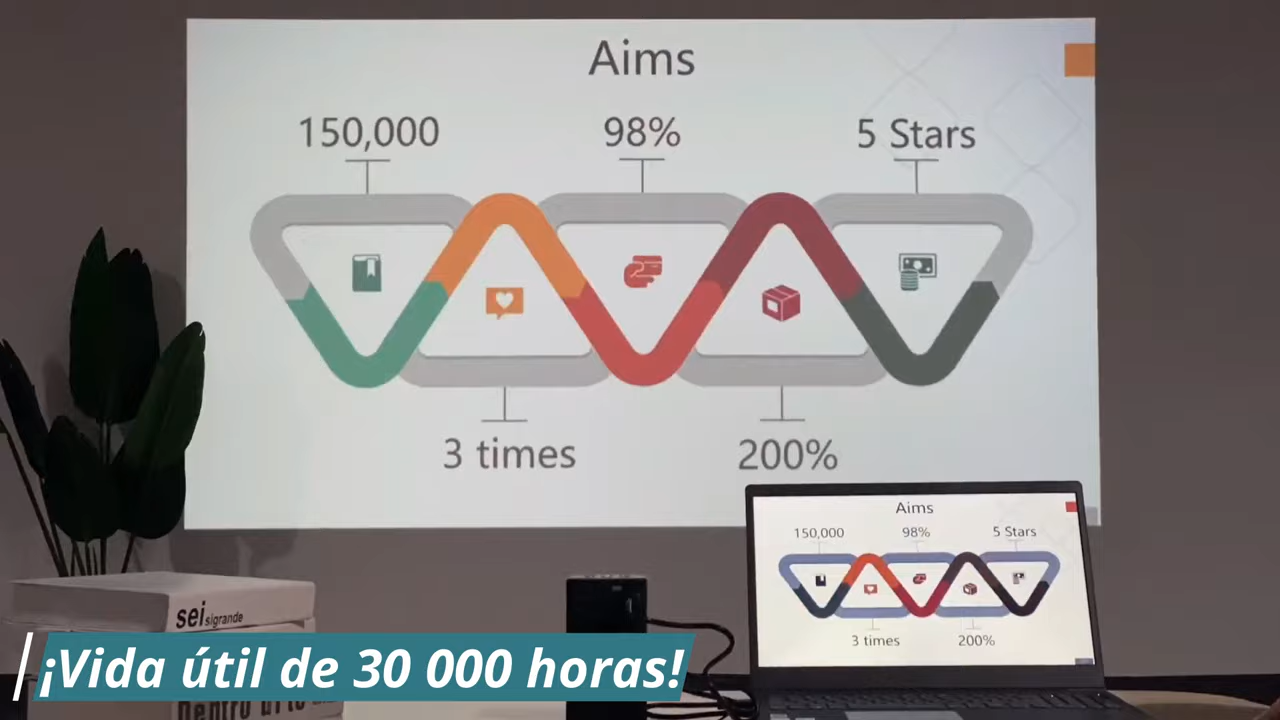 Aims
150,000
98%
5 Stars
3 times
200%
Aims
150,000
98%
5 Stars
3 times
200%
sei sigrande
¡Vida útil de 30 000 horas!